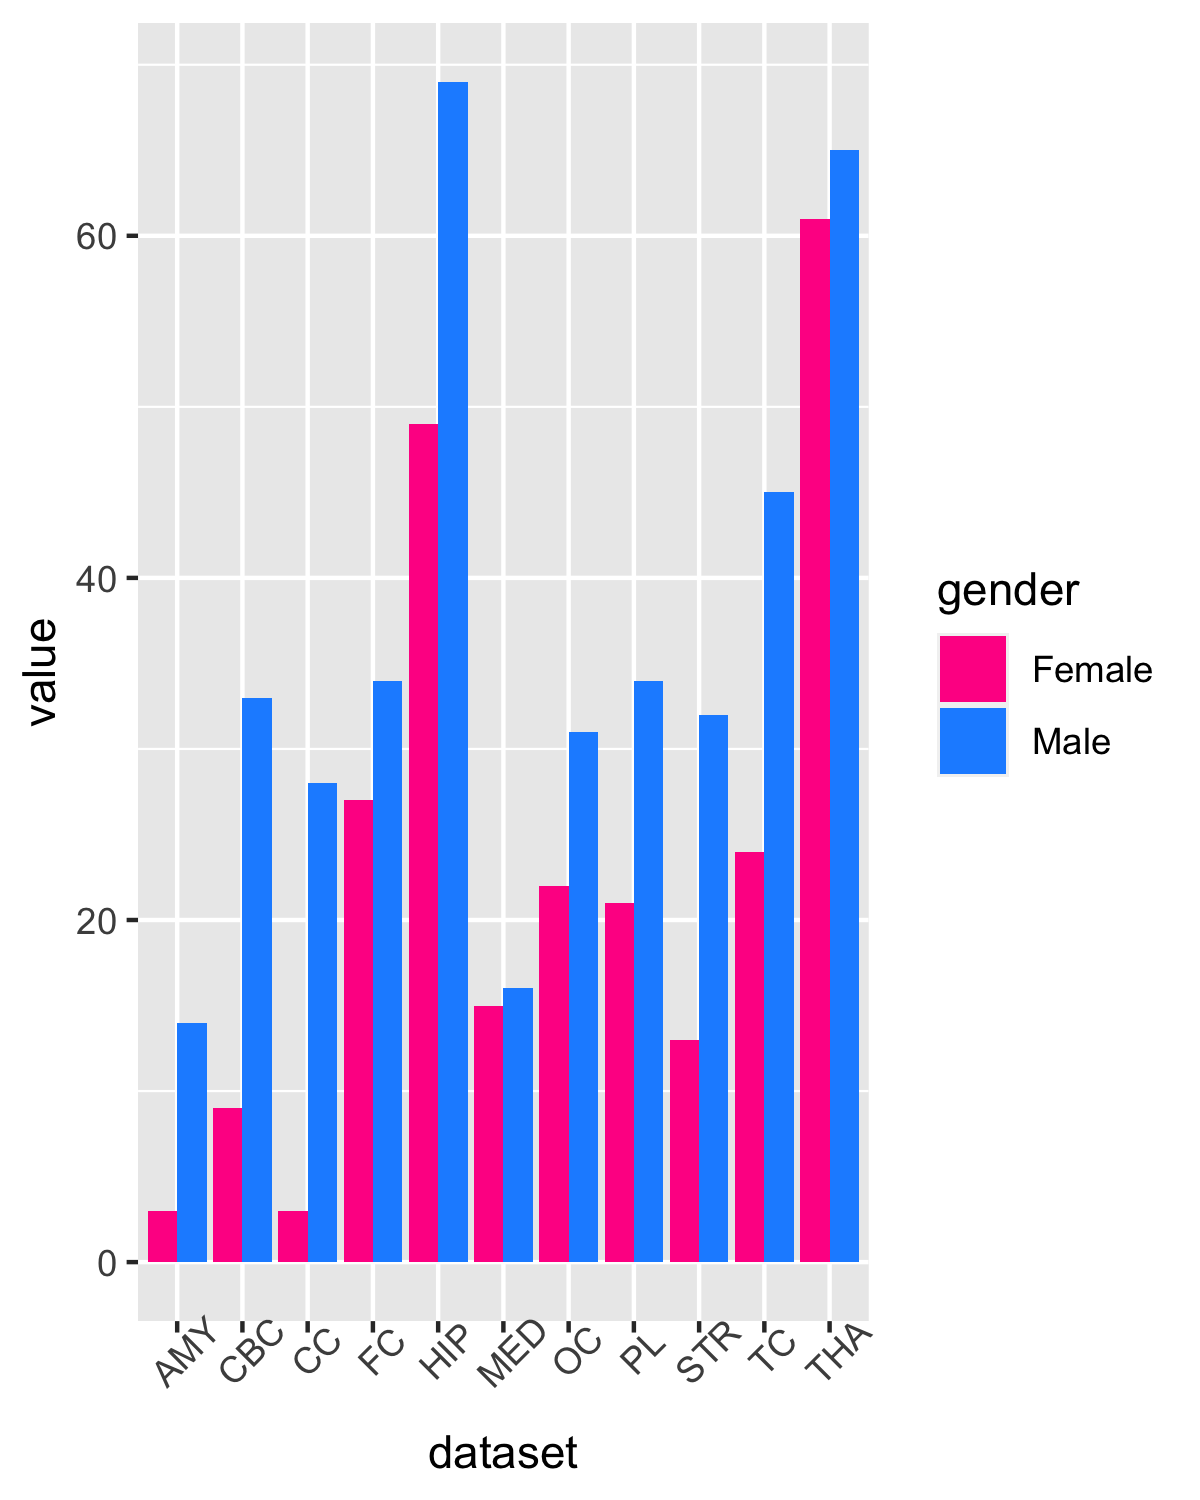 60
40
20
0
value
AMY CBC CC FC HIP MED OC PL STR TC THA
dataset
gender
Female
Male